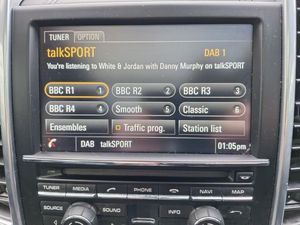 TUNER OPTION
talkSPORT DAB 1
You're listening to White & Jordan with Danny Murphy on talkSPORT
BBC R1 1 BBC R2 2 BBC R3 3
BBC R4 4 Smooth 5 Classic 6
Ensembles Traffic prog. Station list
DAB talkSPORT 01:05pm
TUNER MEDIA PHONE NAVI MAP
SOUND INFO